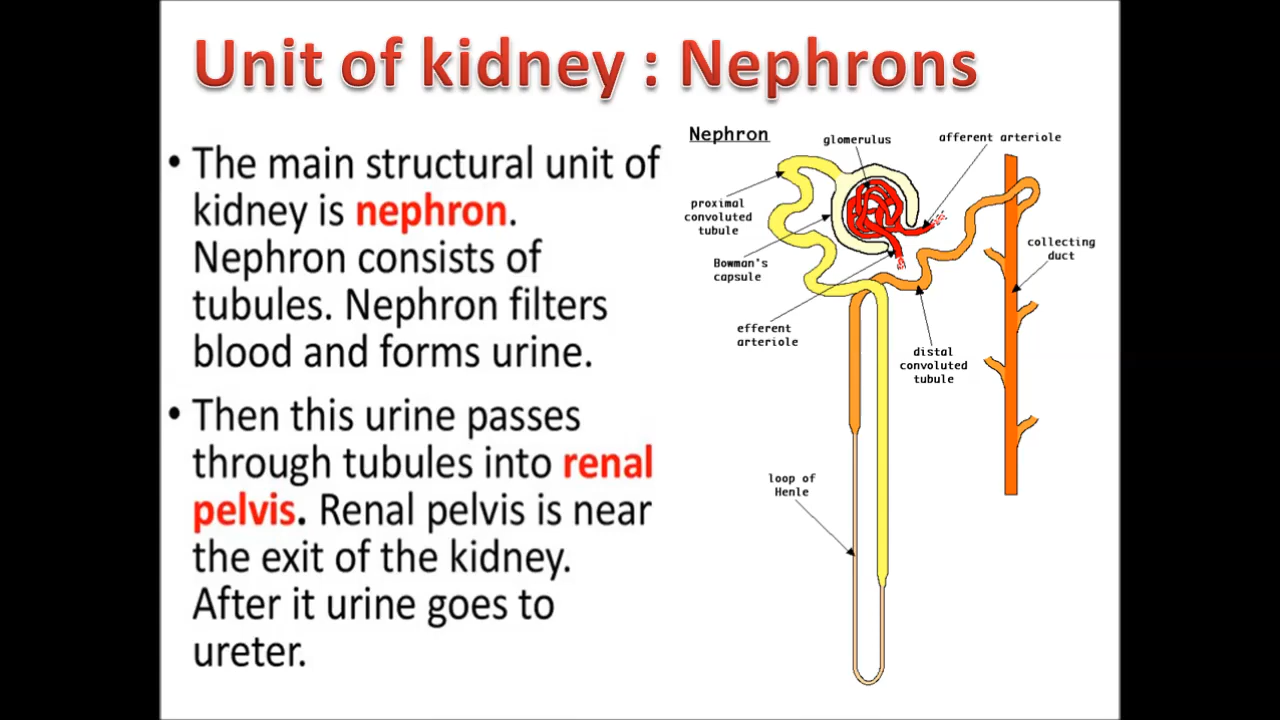 Unit of kidney : Nephrons
• The main structural unit of
kidney is nephron.
Nephron consists of
tubules. Nephron filters
blood and forms urine.
• Then this urine passes
through tubules into renal
pelvis. Renal pelvis is near
the exit of the kidney.
After it urine goes to
ureter.
Nephron
glomerulus
afferent arteriole
proximal
convoluted
tubule
Bowman's
capsule
collecting
duct
efferent
arteriole
distal
convoluted
tubule
loop of
Henle